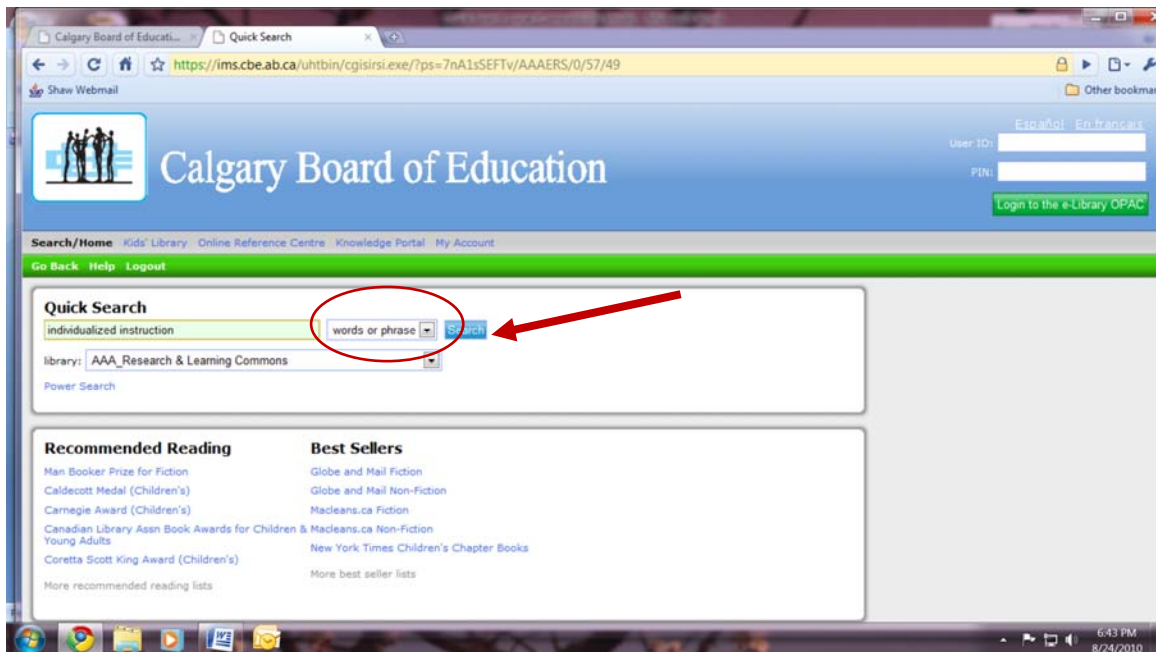 Calgary Board of Educati... Quick Search
https://ims.cbe.ab.ca/uhtbin/cgisirsi.exe/?ps=7nA1sSEFTv/AAAERS/0/57/49
Shaw Webmail Other bookmar
Español En français
User ID:
Calgary Board of Education
PIN:
Login to the e-Library OPAC
Search/Home Kids' Library Online Reference Centre Knowledge Portal My Account
Go Back Help Logout
Quick Search
individualized instruction words or phrase Search
library: AAA_Research & Learning Commons
Power Search
Recommended Reading Best Sellers
Man Booker Prize for Fiction Globe and Mail Fiction
Caldecott Medal (Children's) Globe and Mail Non-Fiction
Carnegie Award (Children's) Macleans.ca Fiction
Canadian Library Assn Book Awards for Children & Macleans.ca Non-Fiction
Young Adults
New York Times Children's Chapter Books
Coretta Scott King Award (Children's)
More best seller lists
More recommended reading lists
6:43 PM
8/24/2010